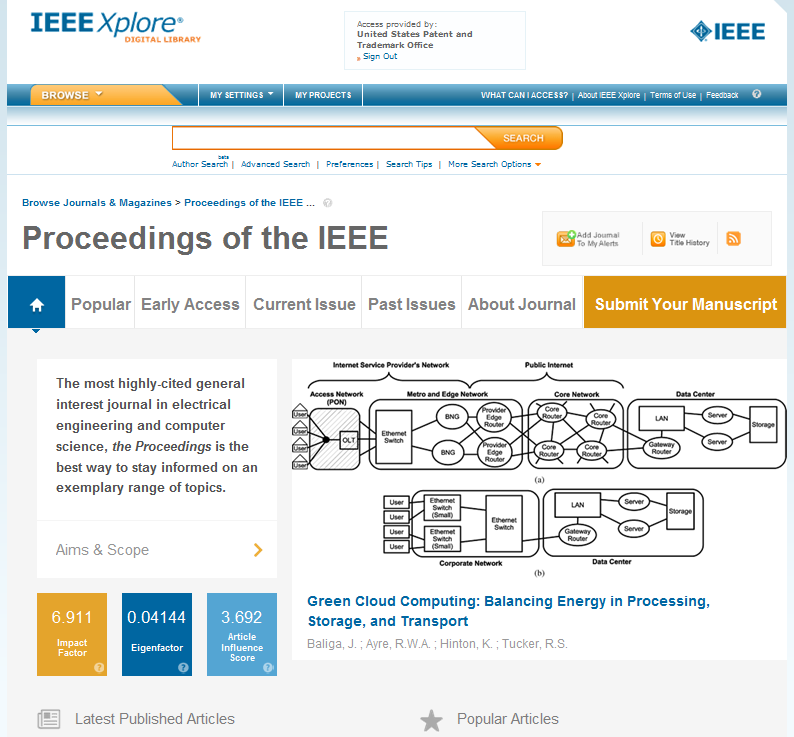 IEEE Xplore®
DIGITAL LIBRARY
Access provided by:
United States Patent and
Trademark Office
Sign Out
IEEE
BROWSE
MY SETTINGS
MY PROJECTS
WHAT CAN I ACCESS? | About IEEE Xplore | Terms of Use | Feedback ?
SEARCH
beta
Author Search | Advanced Search | Preferences | Search Tips | More Search Options
Browse Journals & Magazines > Proceedings of the IEEE ... ?
Proceedings of the IEEE
Add Journal
To My Alerts
View
Title History
Popular
Early Access
Current Issue
Past Issues
About Journal
Submit Your Manuscript
The most highly-cited general
interest journal in electrical
engineering and computer
science, the Proceedings is the
best way to stay informed on an
exemplary range of topics.
Aims & Scope
6.911
Impact
Factor
?
0.04144
Eigenfactor
?
3.692
Article
Influence
Score
?
Internet Service Provider's Network
Public Internet
Access Network
(PON)
Metro and Edge Network
Core Network
Data Center
User
User
User
User
OLT
Ethernet
Switch
BNG
BNG
Provider
Edge
Router
Provider
Edge
Router
Core
Router
Core
Router
Core
Router
Core
Router
LAN
Gateway
Router
Server
Server
Storage
(a)
User
User
User
User
Ethernet
Switch
(Small)
Ethernet
Switch
(Small)
Ethernet
Switch
LAN
Gateway
Router
Server
Server
Storage
Corporate Network
Data Center
(b)
Green Cloud Computing: Balancing Energy in Processing,
Storage, and Transport
Baliga, J. ; Ayre, R.W.A. ; Hinton, K. ; Tucker, R.S.
Latest Published Articles
Popular Articles